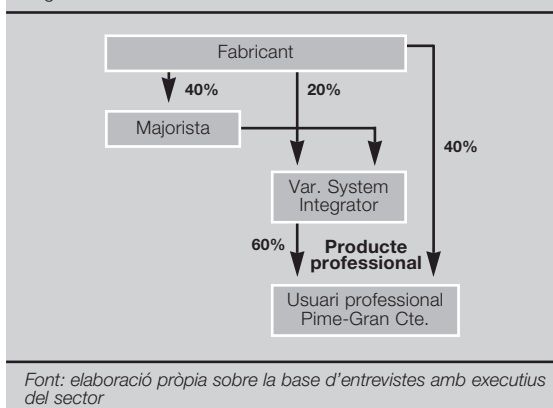 Fabricant
40%
20%
Majorista
40%
Var. System
Integrator
60%
Producte
professional
Usuari professional
Pime-Gran Cte.
Font: elaboració pròpia sobre la base d'entrevistes amb executius
del sector